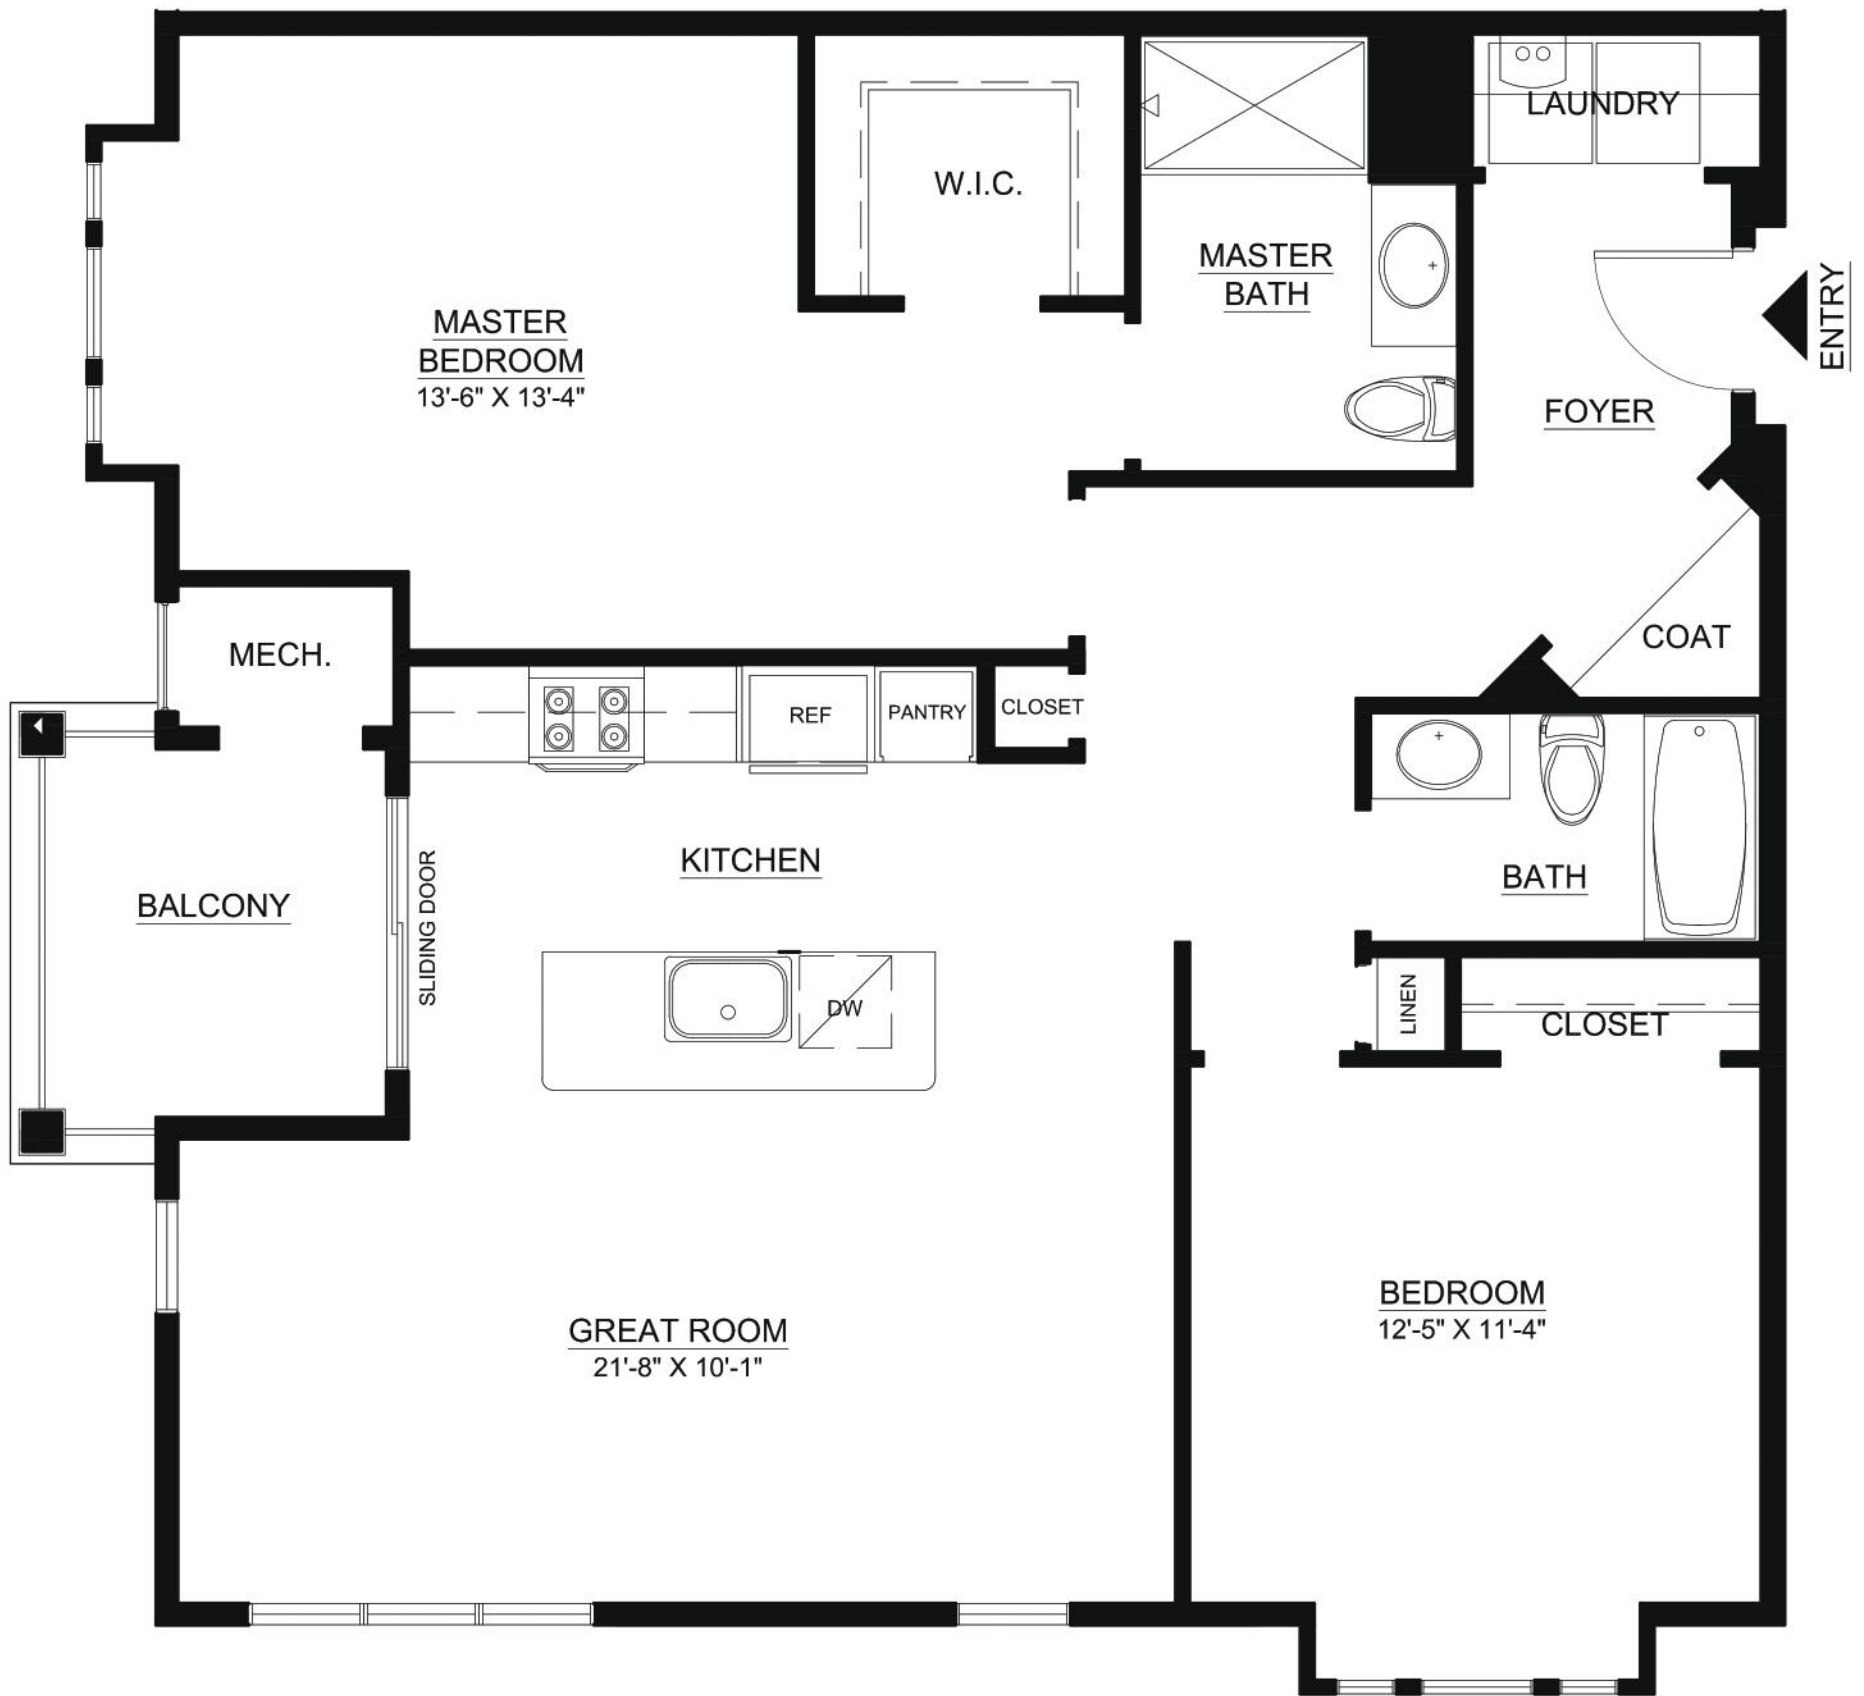 LAUNDRY
W.I.C.
MASTER
BATH
ENTRY
MASTER
BEDROOM
13'-6" X 13'-4"
FOYER
COAT
MECH.
CLOSET
REF
PANTRY
KITCHEN
BATH
BALCONY
SLIDING DOOR
DW
LINEN
CLOSET
BEDROOM
12'-5" X 11'-4"
GREAT ROOM
21'-8" X 10'-1"